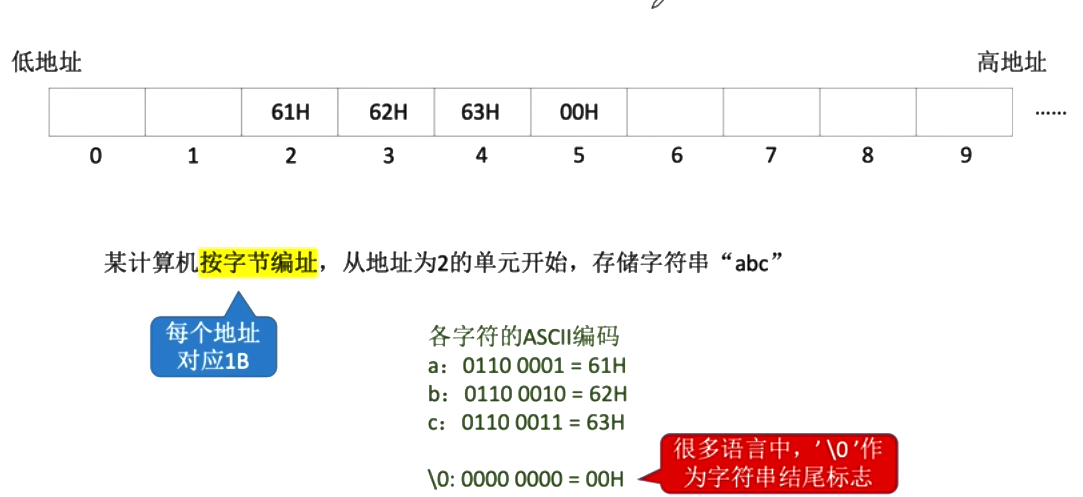 低地址 高地址
61H 62H 63H 00H ......
0 1 2 3 4 5 6 7 8 9
某计算机按字节编址，从地址为2的单元开始，存储字符串“abc”
每个地址
对应1B
各字符的ASCII编码
a：0110 0001 = 61H
b：0110 0010 = 62H
c：0110 0011 = 63H
\0: 0000 0000 = 00H
很多语言中，’\0’作
为字符串结尾标志